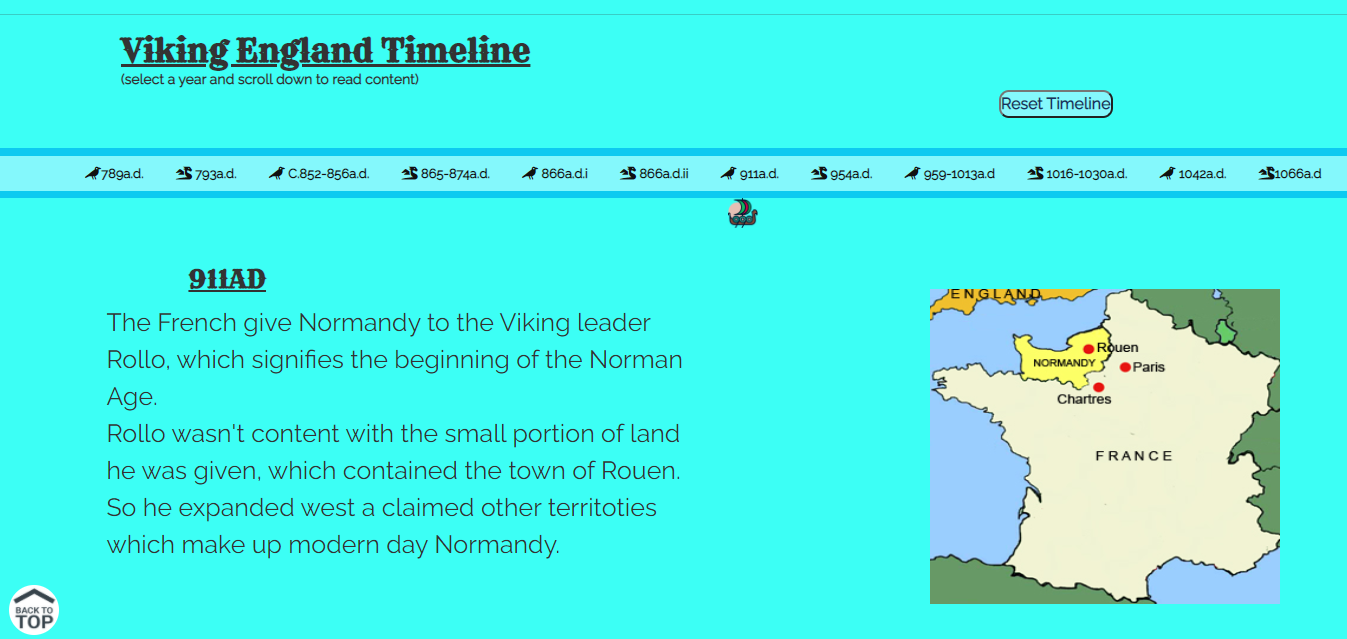 Viking England Timeline
(select a year and scroll down to read content)
Reset Timeline
789a.d. 793a.d. C.852-856a.d. 865-874a.d. 866a.d.i 866a.d.ii 911a.d. 954a.d. 959-1013a.d 1016-1030a.d. 1042a.d. 1066a.d
911AD
The French give Normandy to the Viking leader
Rollo, which signifies the beginning of the Norman
Age.
Rollo wasn't content with the small portion of land
he was given, which contained the town of Rouen.
So he expanded west a claimed other territoties
which make up modern day Normandy.
ENGLAND
Rouen
NORMANDY
Paris
Chartres
FRANCE
BACK TO
TOP